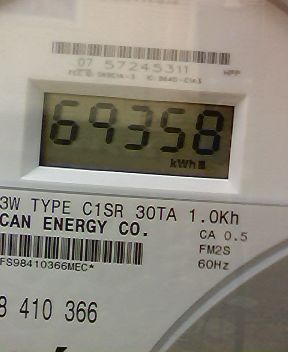 07 57245311
69358
kWh
3W TYPE C1SR 30TA 1.0Kh
CAN ENERGY CO.
CA 0.5
FM2S
FS98410366MEC*
60Hz
8 410 366